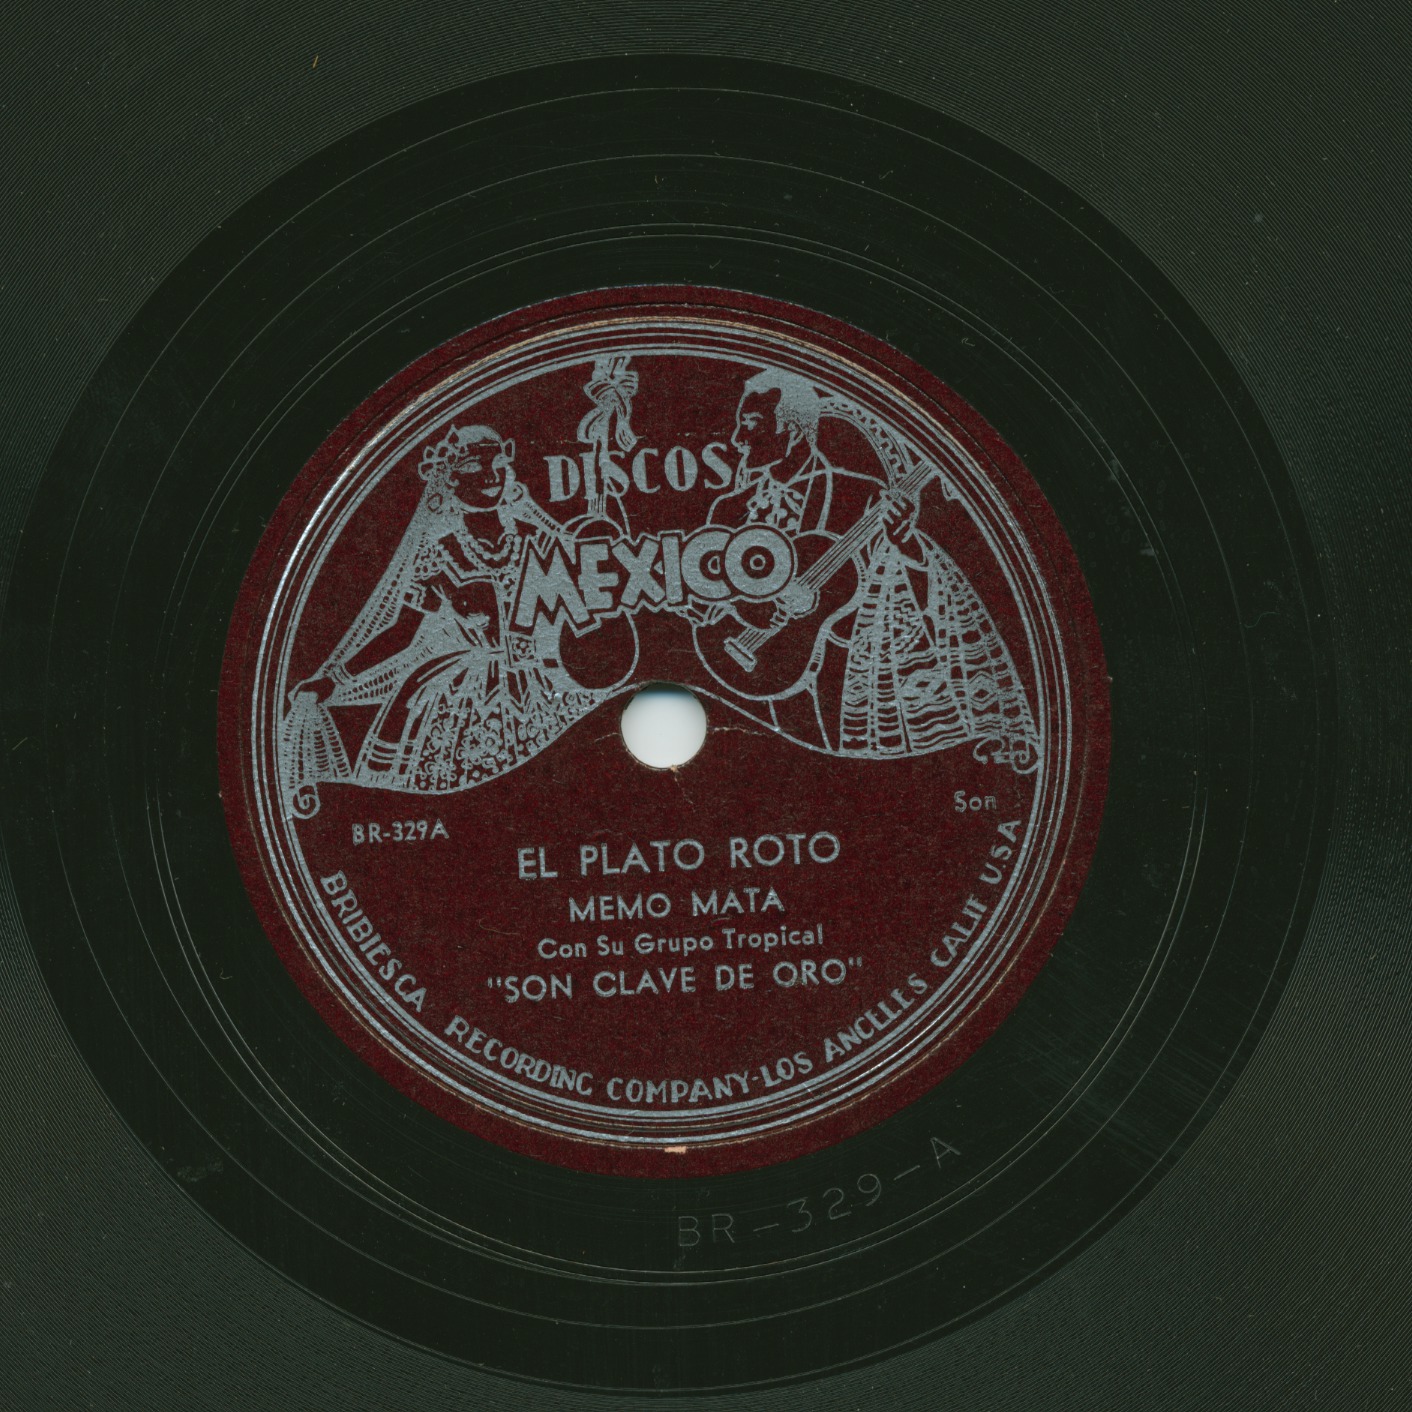 DISCOS
MEXICO
Son
BR-329A
EL PLATO ROTO
MEMO MATA
Con Su Grupo Tropical
"SON CLAVE DE ORO"
BRIBIESCA RECORDING COMPANY-LOS ANGELES CALIF USA
BR-329-A